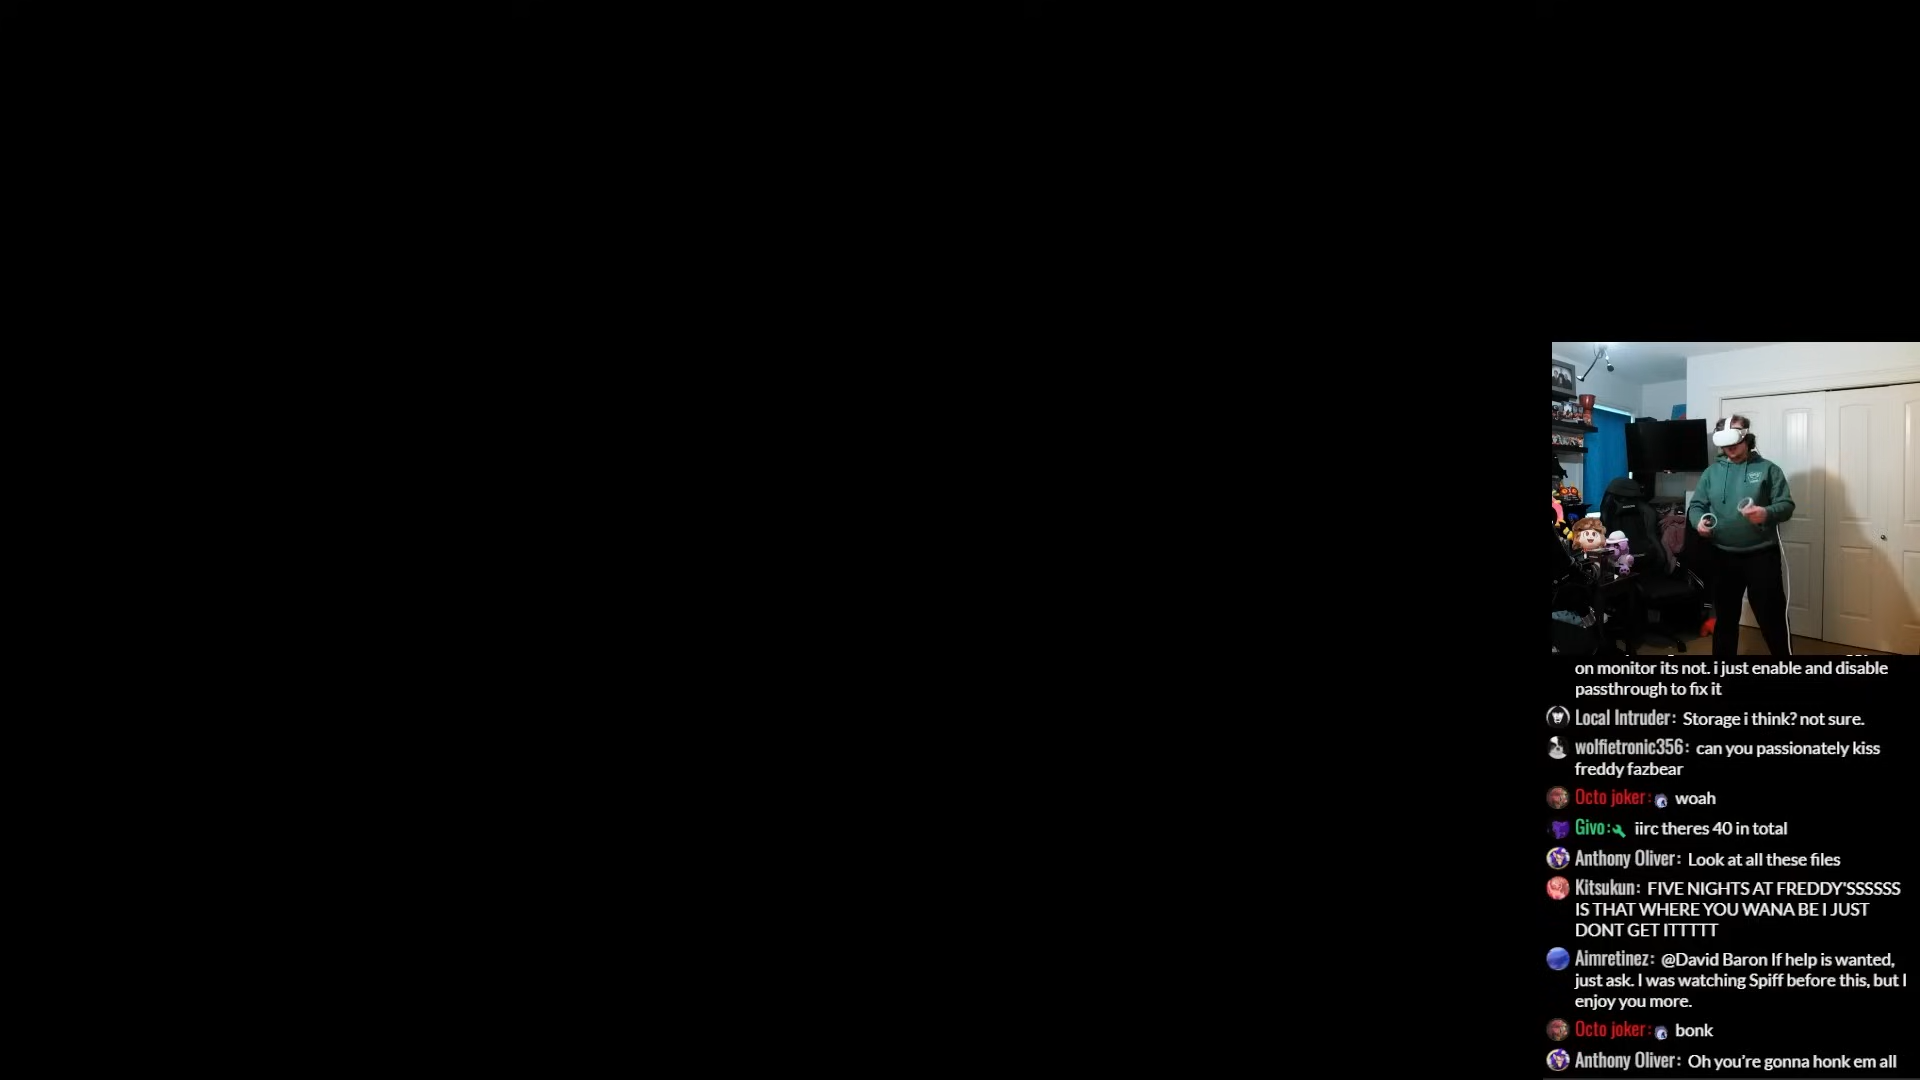 on monitor its not. i just enable and disable
passthrough to fix it
Local Intruder: Storage i think? not sure.
wolfietronic356: can you passionately kiss
freddy fazbear
Octo joker: woah
Givo: iirc theres 40 in total
Anthony Oliver: Look at all these files
Kitsukun: FIVE NIGHTS AT FREDDY'SSSSSS
IS THAT WHERE YOU WANA BE I JUST
DONT GET ITTTTT
Aimretinez: @David Baron If help is wanted,
just ask. I was watching Spiff before this, but I
enjoy you more.
Octo joker: bonk
Anthony Oliver: Oh you're gonna honk em all